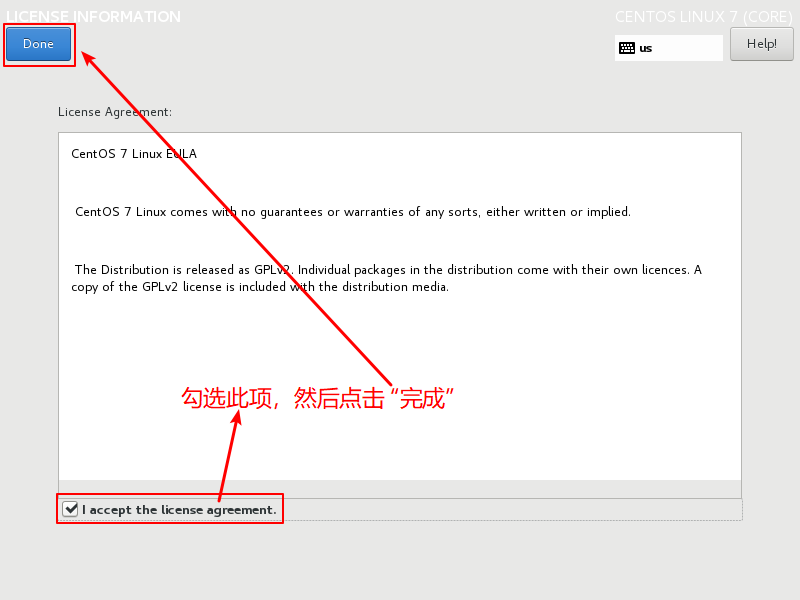 LICENSE INFORMATION
CENTOS LINUX 7 (CORE)
Done
us
Help!
License Agreement:
CentOS 7 Linux EULA
CentOS 7 Linux comes with no guarantees or warranties of any sorts, either written or implied.
The Distribution is released as GPLv2. Individual packages in the distribution come with their own licences. A
copy of the GPLv2 license is included with the distribution media.
勾选此项，然后点击“完成”
I accept the license agreement.